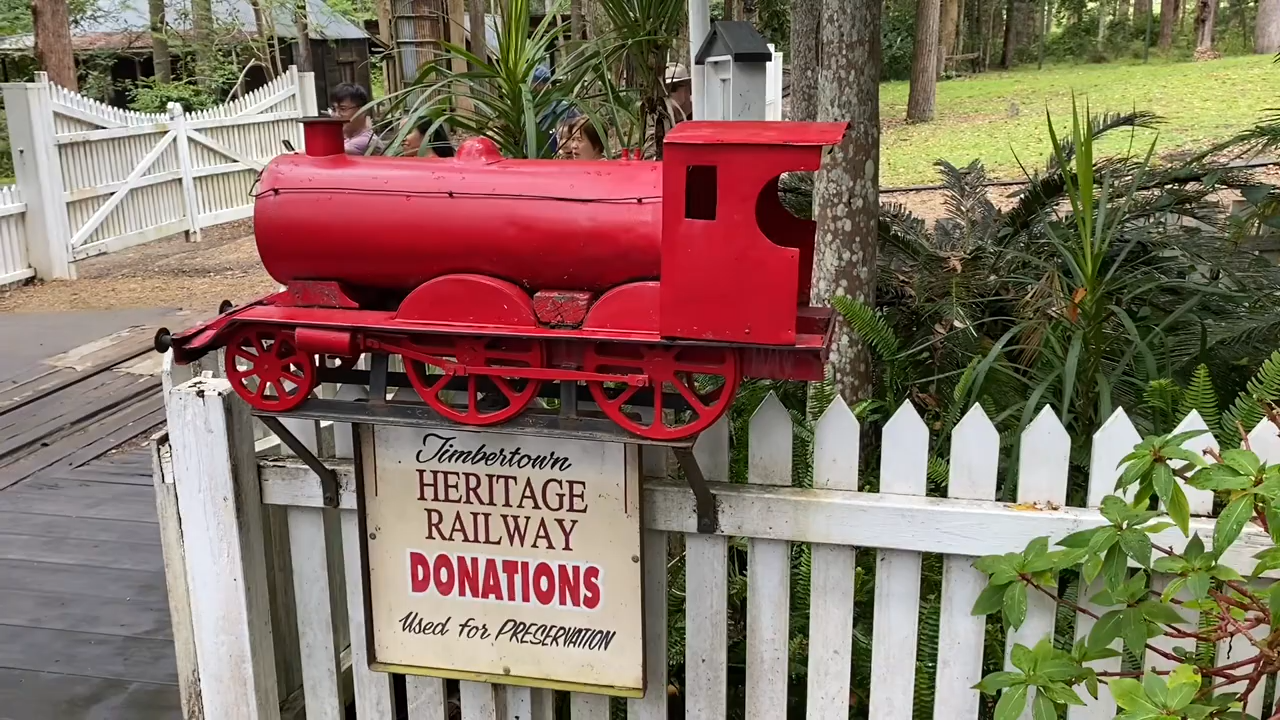 Timbertown
HERITAGE
RAILWAY
DONATIONS
Used for PRESERVATION